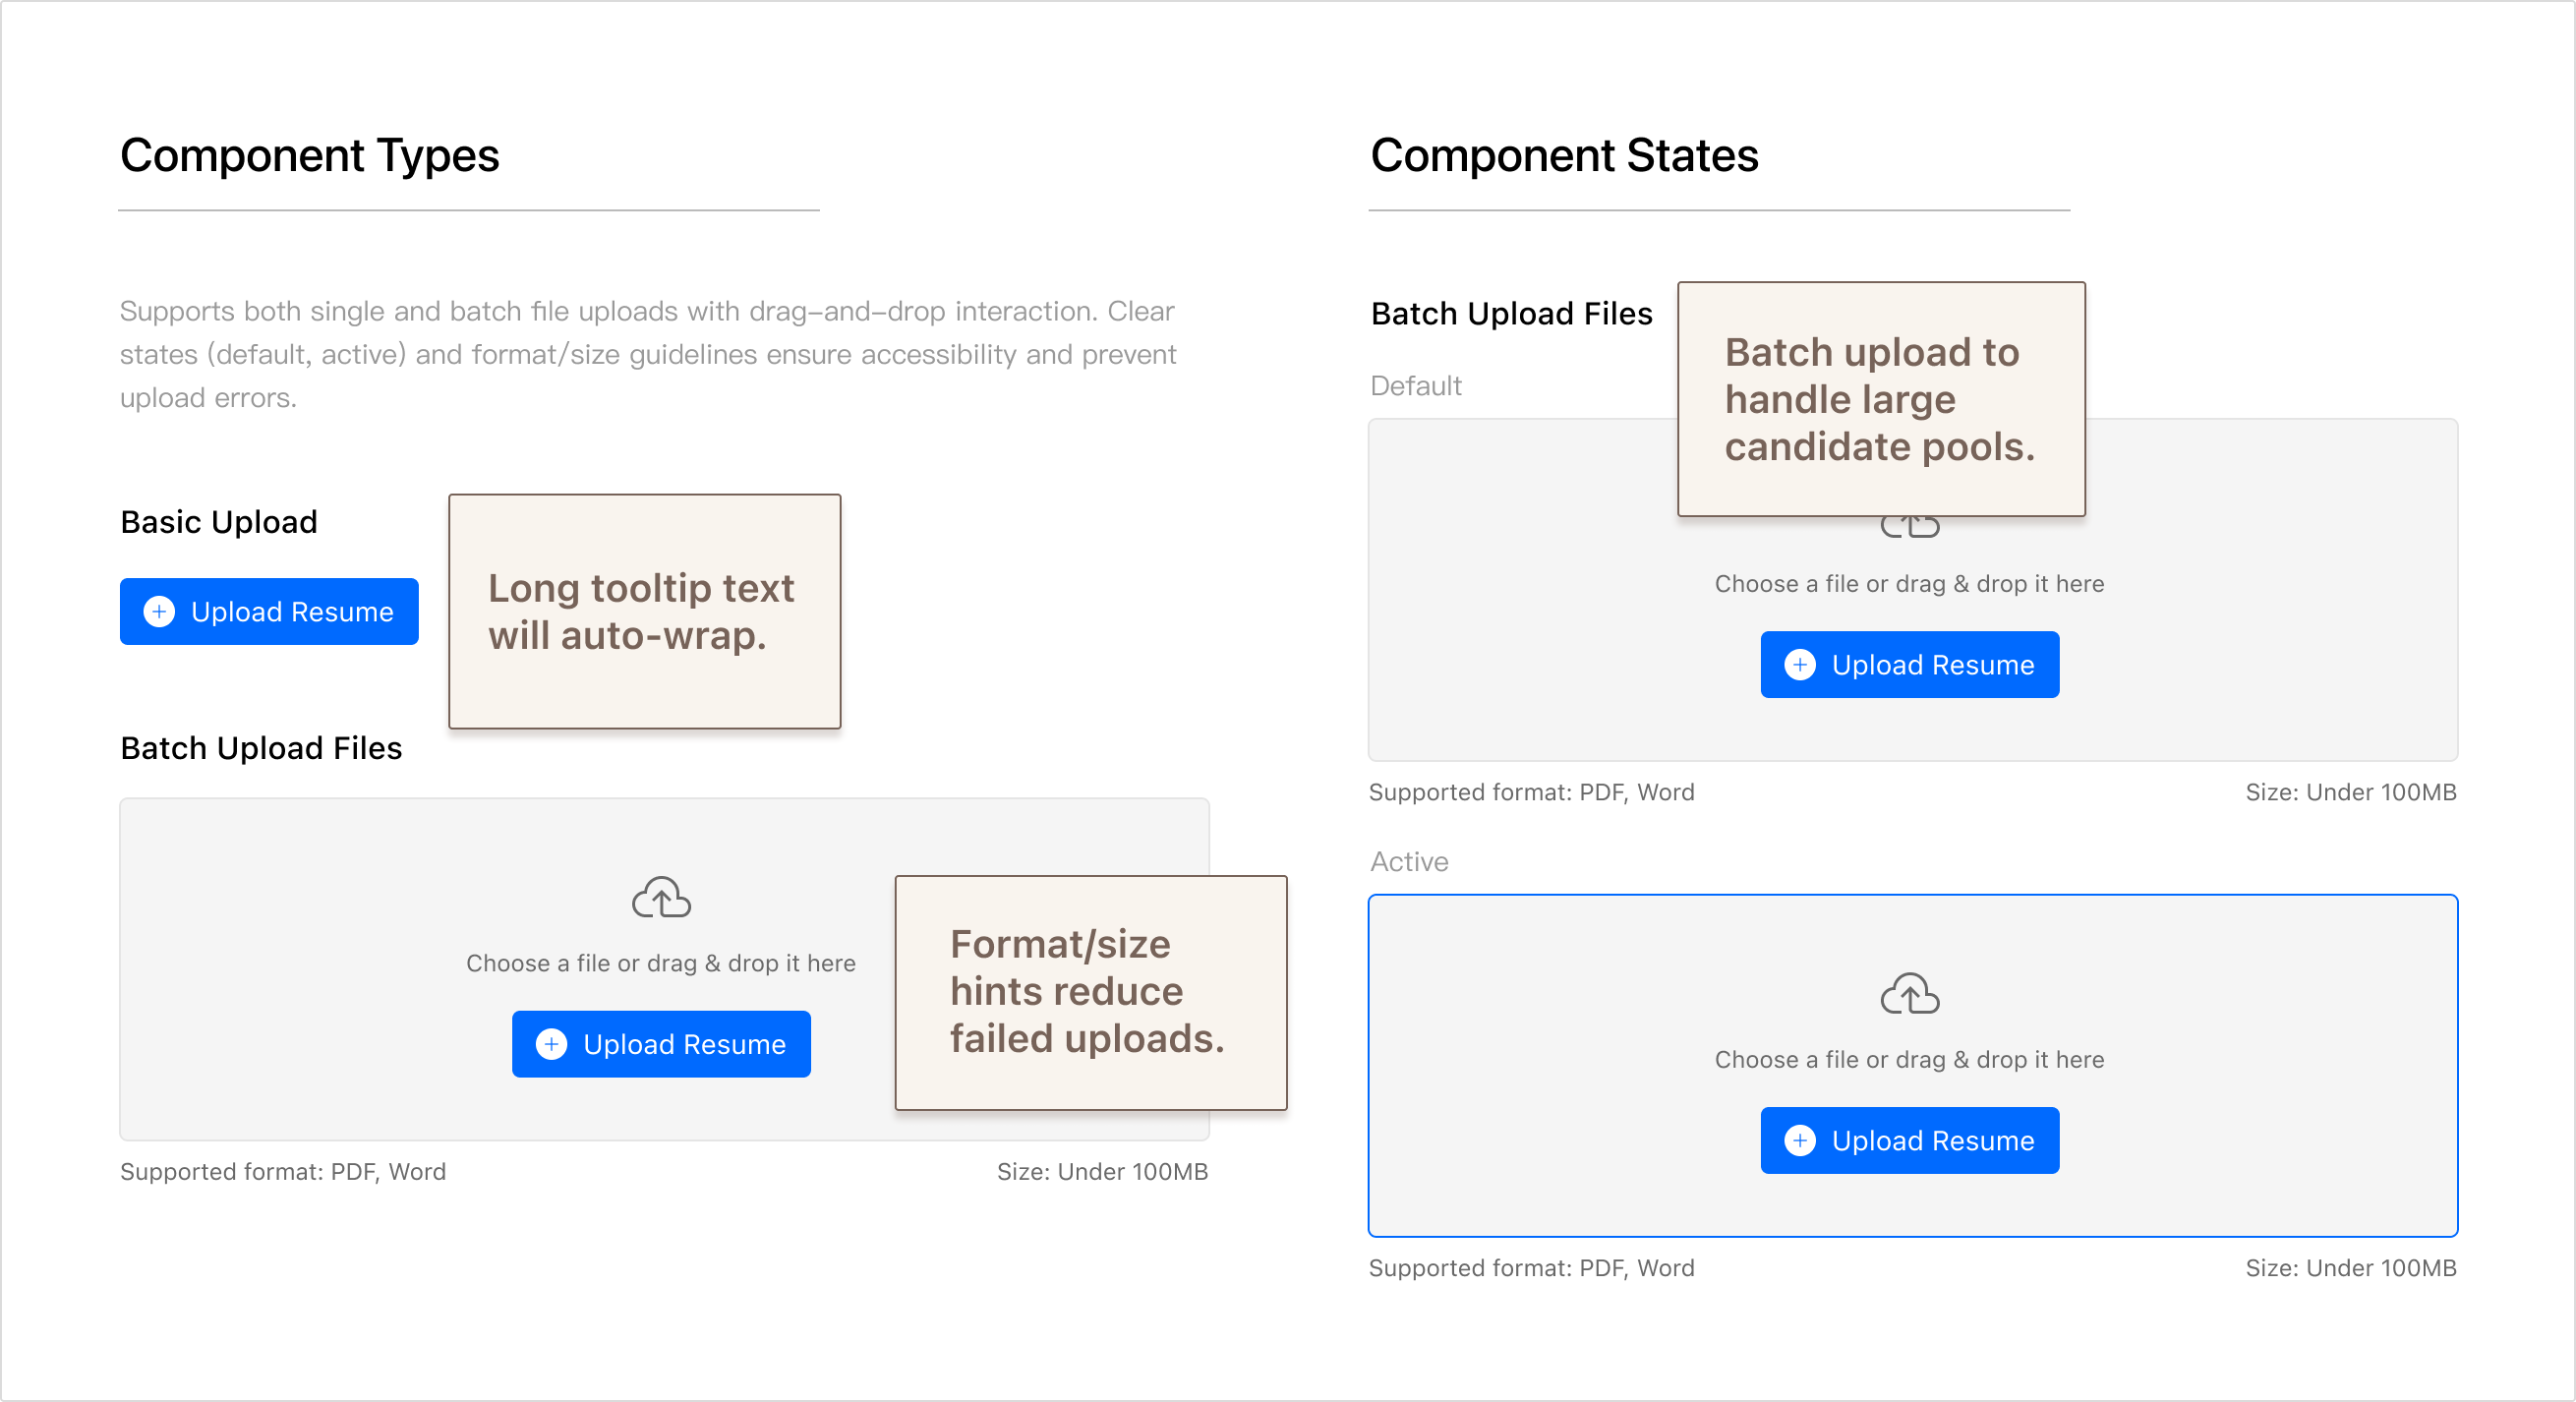 Component Types
Supports both single and batch file uploads with drag–and–drop interaction. Clear
states (default, active) and format/size guidelines ensure accessibility and prevent
upload errors.
Basic Upload
Upload Resume
Long tooltip text
will auto-wrap.
Batch Upload Files
Choose a file or drag & drop it here
Upload Resume
Format/size
hints reduce
failed uploads.
Supported format: PDF, Word
Size: Under 100MB
Component States
Batch Upload Files
Batch upload to
handle large
candidate pools.
Default
Choose a file or drag & drop it here
Upload Resume
Supported format: PDF, Word
Size: Under 100MB
Active
Choose a file or drag & drop it here
Upload Resume
Supported format: PDF, Word
Size: Under 100MB